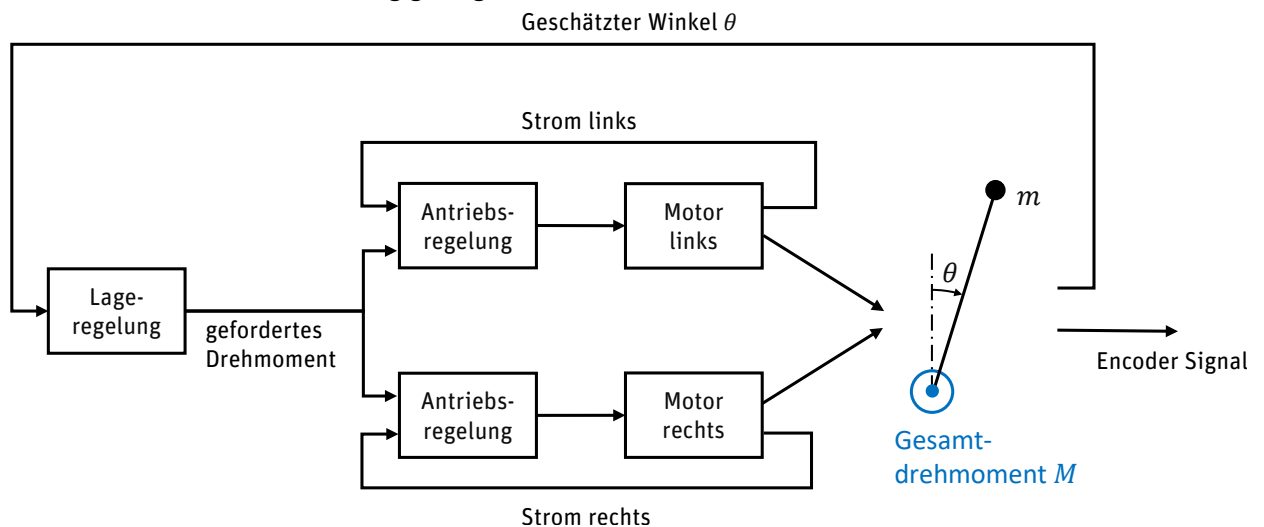 Geschätzter Winkel θ
Strom links
Antriebs-
regelung
Motor
links
m
θ
Lage-
regelung
gefordertes
Drehmoment
Encoder Signal
Antriebs-
regelung
Motor
rechts
Gesamt-
drehmoment M
Strom rechts